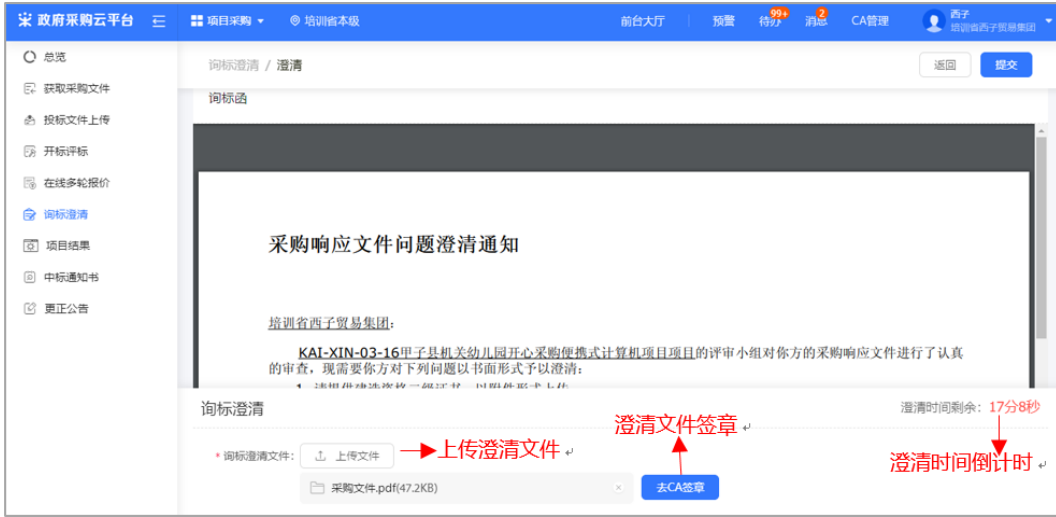 政府采购云平台 项目采购 培训省本级 前台大厅 预警 待办 99+ 消息 2 CA管理 西子
培训省西子贸易集团
总览
获取采购文件
投标文件上传
开标评标
在线多轮报价
询标澄清
项目结果
中标通知书
更正公告
询标澄清 / 澄清 返回 提交
询标函
采购响应文件问题澄清通知
培训省西子贸易集团:
KAI-XIN-03-16甲子县机关幼儿园开心采购便携式计算机项目项目的评审小组对你方的采购响应文件进行了认真
的审查,现需要你方对下列问题以书面形式予以澄清:
询标澄清 澄清时间剩余: 17分8秒
澄清文件签章
* 询标澄清文件: 上传文件 上传澄清文件
澄清时间倒计时
采购文件.pdf(47.2KB) × 去CA签章